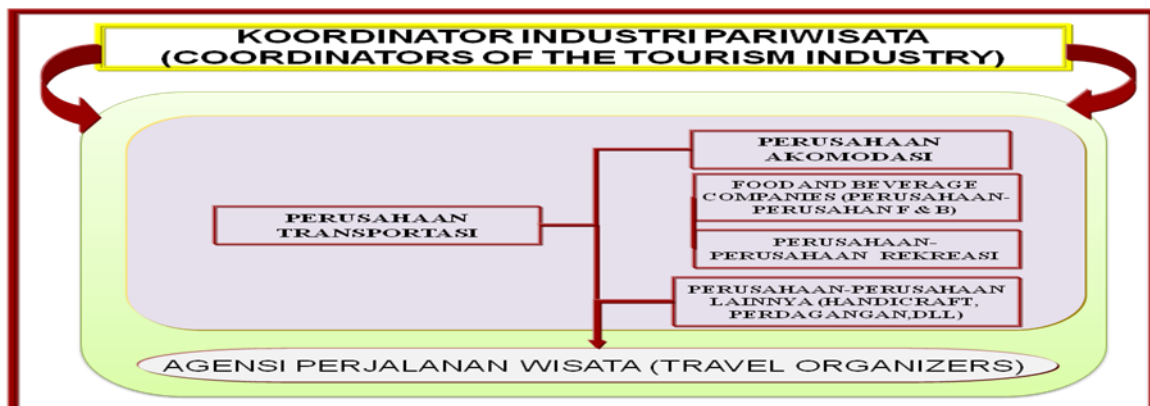 KOORDINATOR INDUSTRI PARIWISATA
(COORDINATORS OF THE TOURISM INDUSTRY)
PERUSAHAAN
TRANSPORTASI
PERUSAHAAN
AKOMODASI
FOOD AND BEVERAGE
COMPANIES (PERUSAHAAN-
PERUSAHAN F & B)
PERUSAHAAN-
PERUSAHAAN REKREASI
PERUSAHAAN-PERUSAHAAN
LAINNYA (HANDICRAFT,
PERDAGANGAN,DLL)
AGENSI PERJALANAN WISATA (TRAVEL ORGANIZERS)